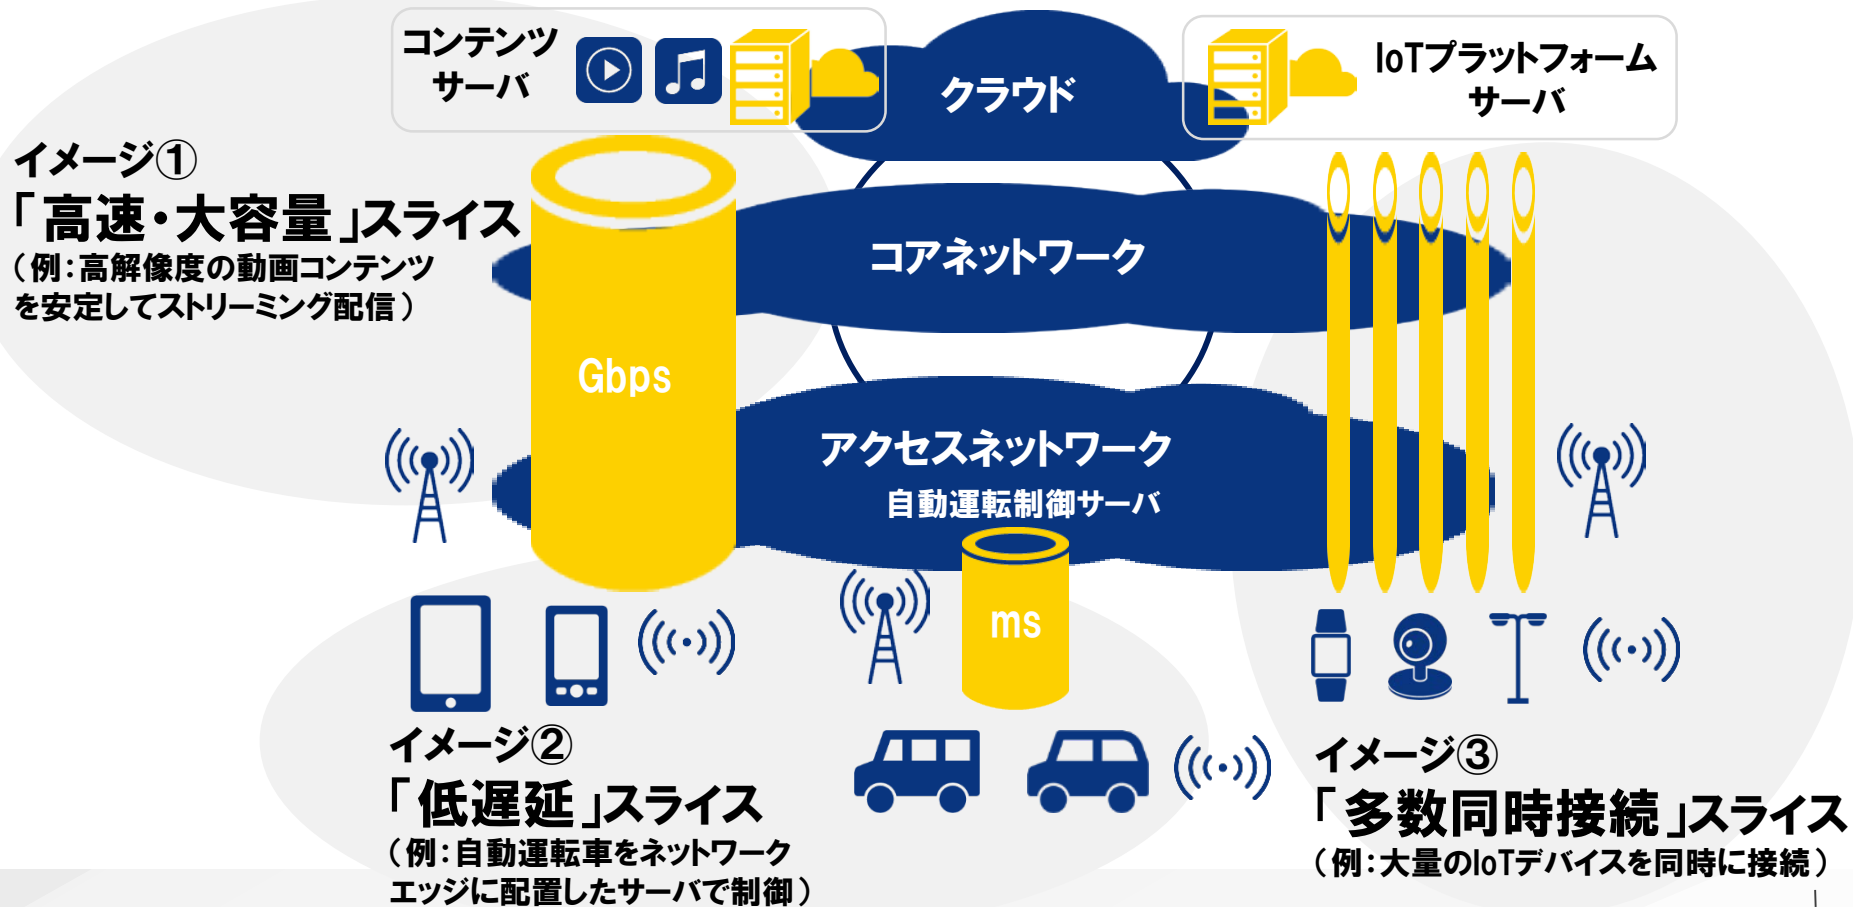 コンテンツ
サーバ
クラウド
IoTプラットフォーム
サーバ
イメージ①
「高速・大容量」スライス
（例：高解像度の動画コンテンツ
を安定してストリーミング配信）
コアネットワーク
Gbps
アクセスネットワーク
自動運転制御サーバ
ms
イメージ②
「低遅延」スライス
（例：自動運転車をネットワーク
エッジに配置したサーバで制御）
イメージ③
「多数同時接続」スライス
（例：大量のIoTデバイスを同時に接続）